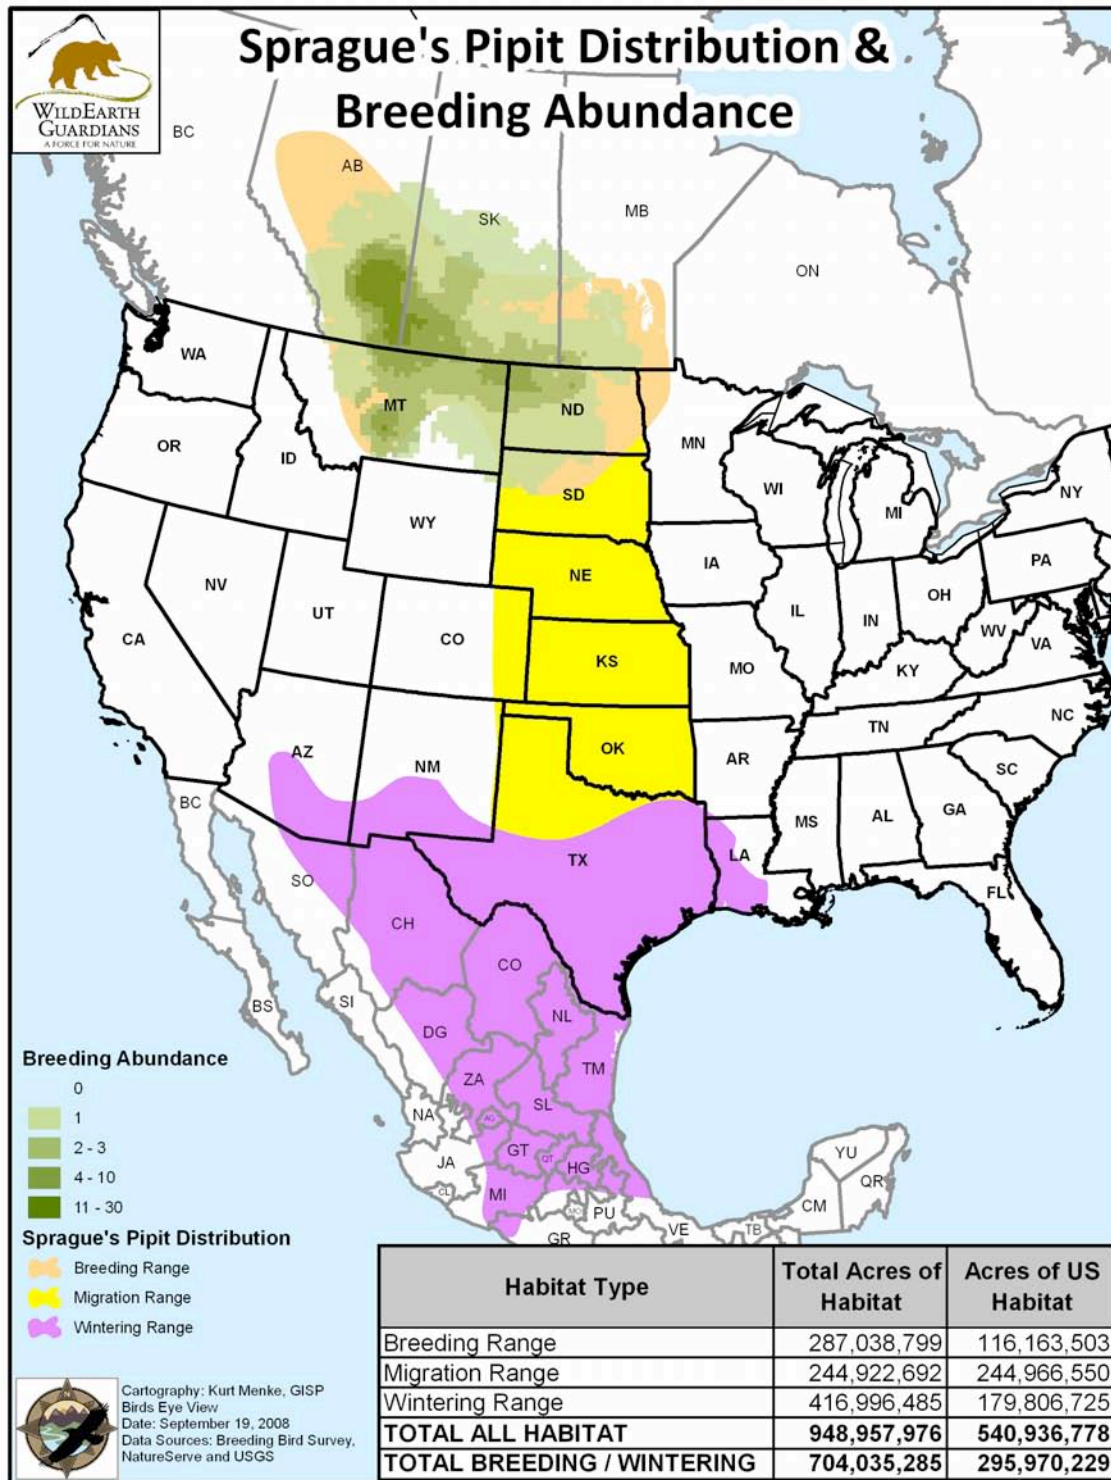 Sprague's Pipit Distribution &
Breeding Abundance
WILDEARTH
GUARDIANS
A FORCE FOR NATURE
BC
AB
SK
MB
ON
WA
OR
ID
MT
ND
MN
SD
WY
WI
MI
NY
NV
UT
CO
NE
IA
IL
IN
OH
PA
CA
KS
MO
KY
WV
VA
AZ
NM
OK
AR
TN
NC
SC
MS
AL
GA
TX
LA
FL
BC
SO
CH
CO
BS
SI
DG
NL
TM
ZA
SL
NA
AG
JA
GT
QT
HG
CL
MI
MO
PU
GR
VE
TB
CM
YU
QR
Breeding Abundance
0
1
2 - 3
4 - 10
11 - 30
Sprague's Pipit Distribution
Breeding Range
Migration Range
Wintering Range
Cartography: Kurt Menke, GISP
Birds Eye View
Date: September 19, 2008
Data Sources: Breeding Bird Survey,
NatureServe and USGS
Habitat Type Total Acres of Habitat Acres of US Habitat
Breeding Range 287,038,799 116,163,503
Migration Range 244,922,692 244,966,550
Wintering Range 416,996,485 179,806,725
TOTAL ALL HABITAT 948,957,976 540,936,778
TOTAL BREEDING / WINTERING 704,035,285 295,970,229